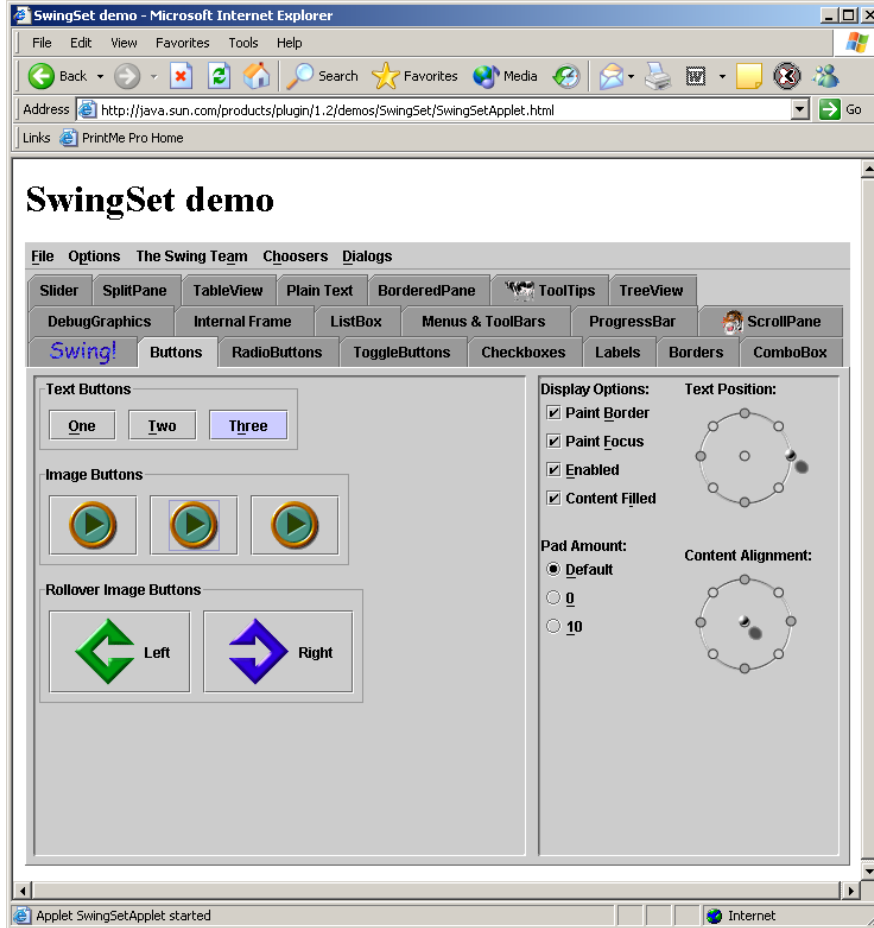 SwingSet demo - Microsoft Internet Explorer
File Edit View Favorites Tools Help
Back Search Favorites Media
Address http://java.sun.com/products/plugin/1.2/demos/SwingSet/SwingSetApplet.html Go
Links PrintMe Pro Home
SwingSet demo
File Options The Swing Team Choosers Dialogs
Slider SplitPane TableView Plain Text BorderedPane ToolTips TreeView
DebugGraphics Internal Frame ListBox Menus & ToolBars ProgressBar ScrollPane
Swing! Buttons RadioButtons ToggleButtons Checkboxes Labels Borders ComboBox
Text Buttons
One Two Three
Image Buttons
Rollover Image Buttons
Left Right
Display Options:
Paint Border
Paint Focus
Enabled
Content Filled
Pad Amount:
Default
0
10
Text Position:
Content Alignment:
Applet SwingSetApplet started Internet